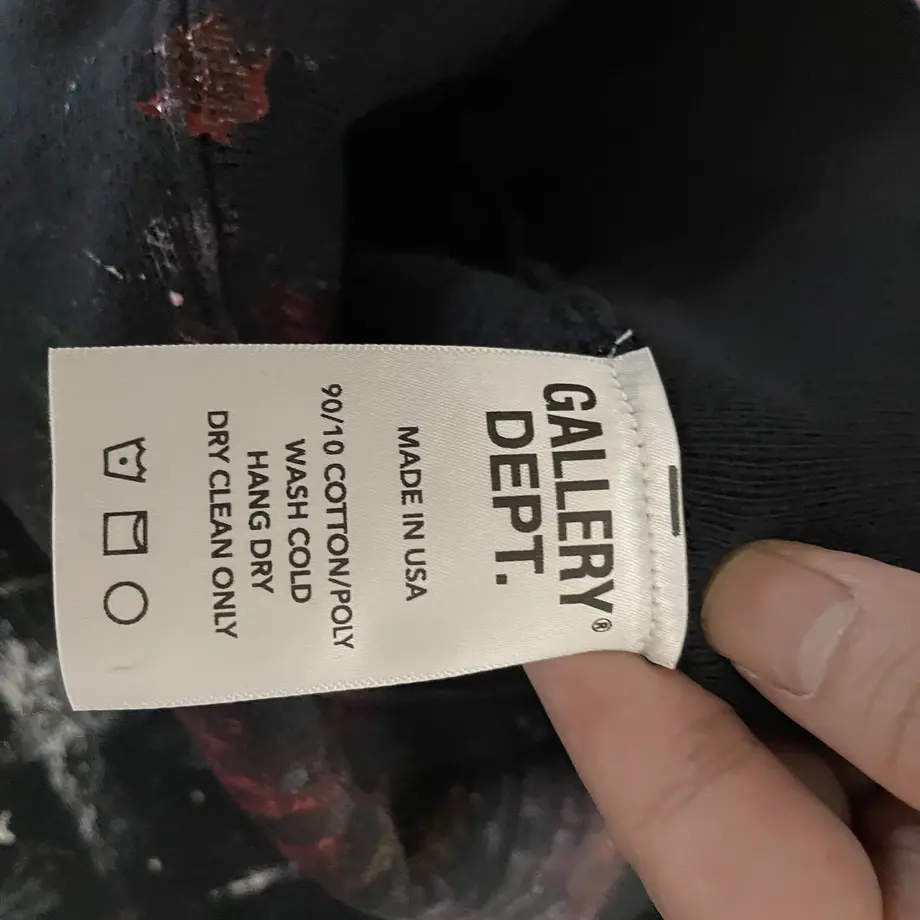 GALLERY®
DEPT.
MADE IN USA
90/10 COTTON/POLY
WASH COLD
HANG DRY
DRY CLEAN ONLY